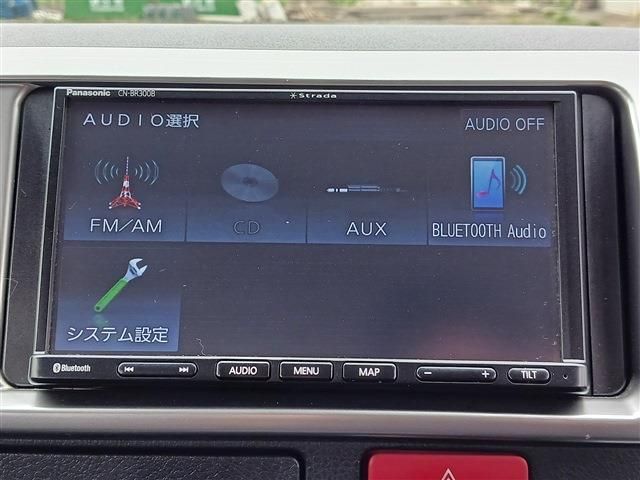 Panasonic CN-BR300B
Strada
AUDIO選択 AUDIO OFF
FM/AM CD AUX BLUETOOTH Audio
システム設定
Bluetooth AUDIO MENU MAP − + TILT